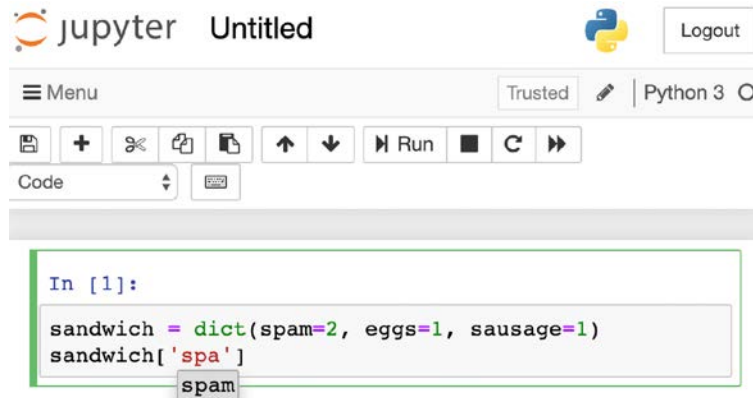 jupyter Untitled Logout
Menu Trusted Python 3
Run
Code
In [1]:
sandwich = dict(spam=2, eggs=1, sausage=1)
sandwich['spa']
spam